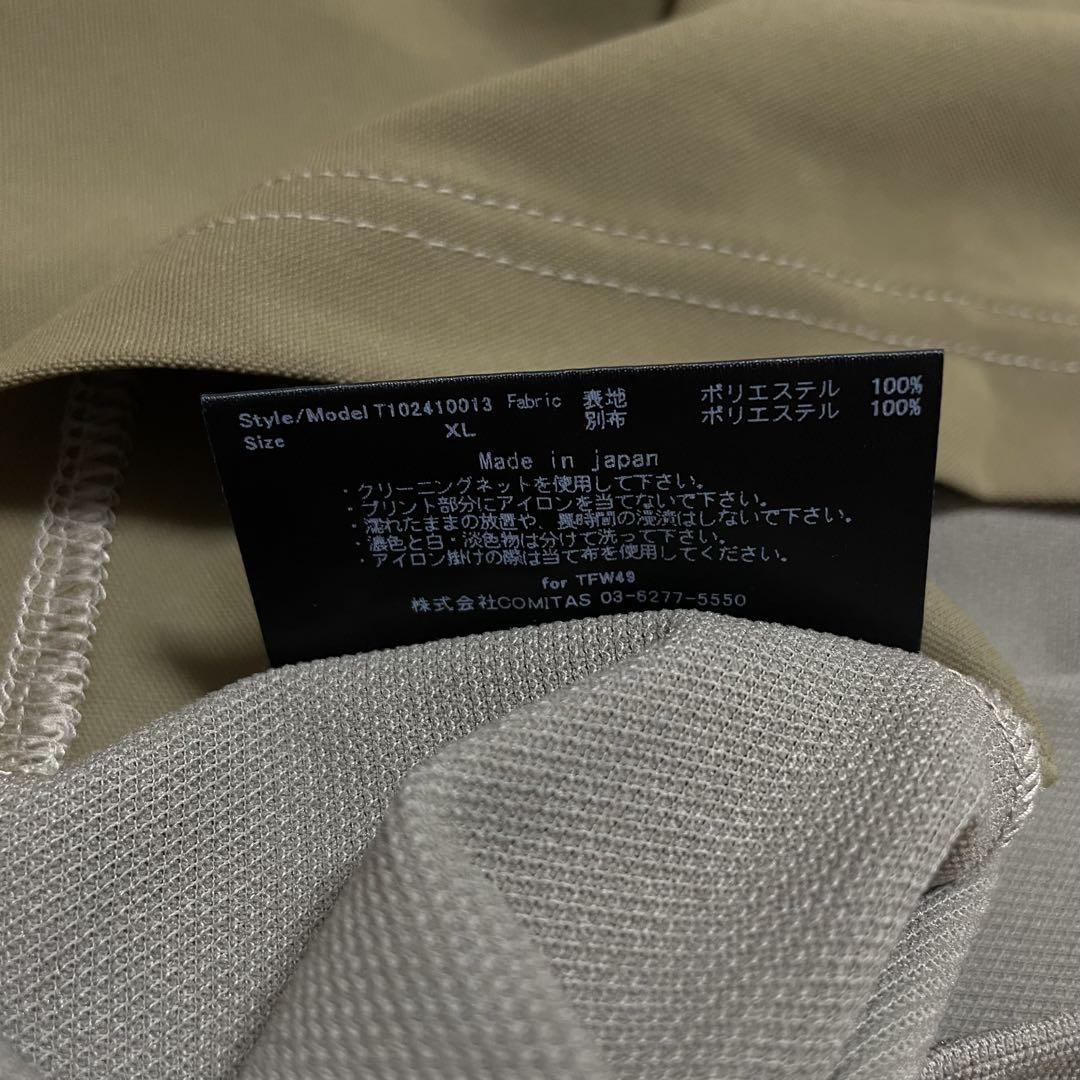 Style/Model T102410013 Fabric 表地 ポリエステル 100%
Size XL 別布 ポリエステル 100%
Made in japan
・クリーニングネットを使用して下さい。
・プリント部分にアイロンを当てないで下さい。
・濡れたままの放置や、長時間の浸漬はしないで下さい。
・濃色と白・淡色物は分けて洗って下さい。
・アイロン掛けの際は当て布を使用してください。
for TFW49
株式会社COMITAS 03-6277-5550